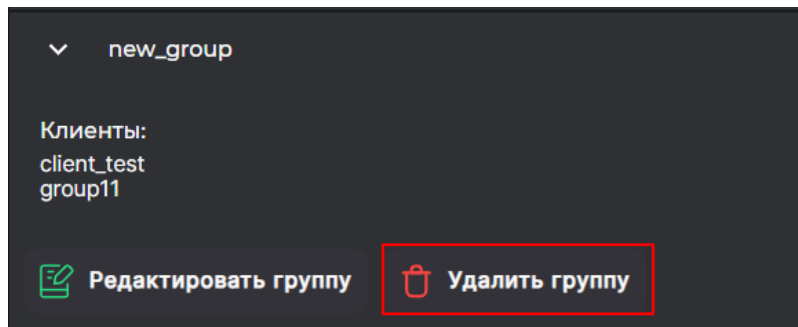 new_group
Клиенты:
client_test
group11
Редактировать группу Удалить группу